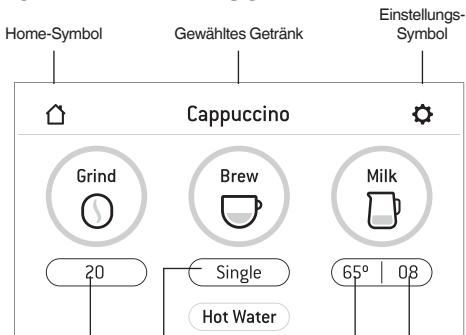 Einstellungs-
Home-Symbol Gewähltes Getränk Symbol
Cappuccino
Grind Brew Milk
20 Single 65° | 08
Hot Water